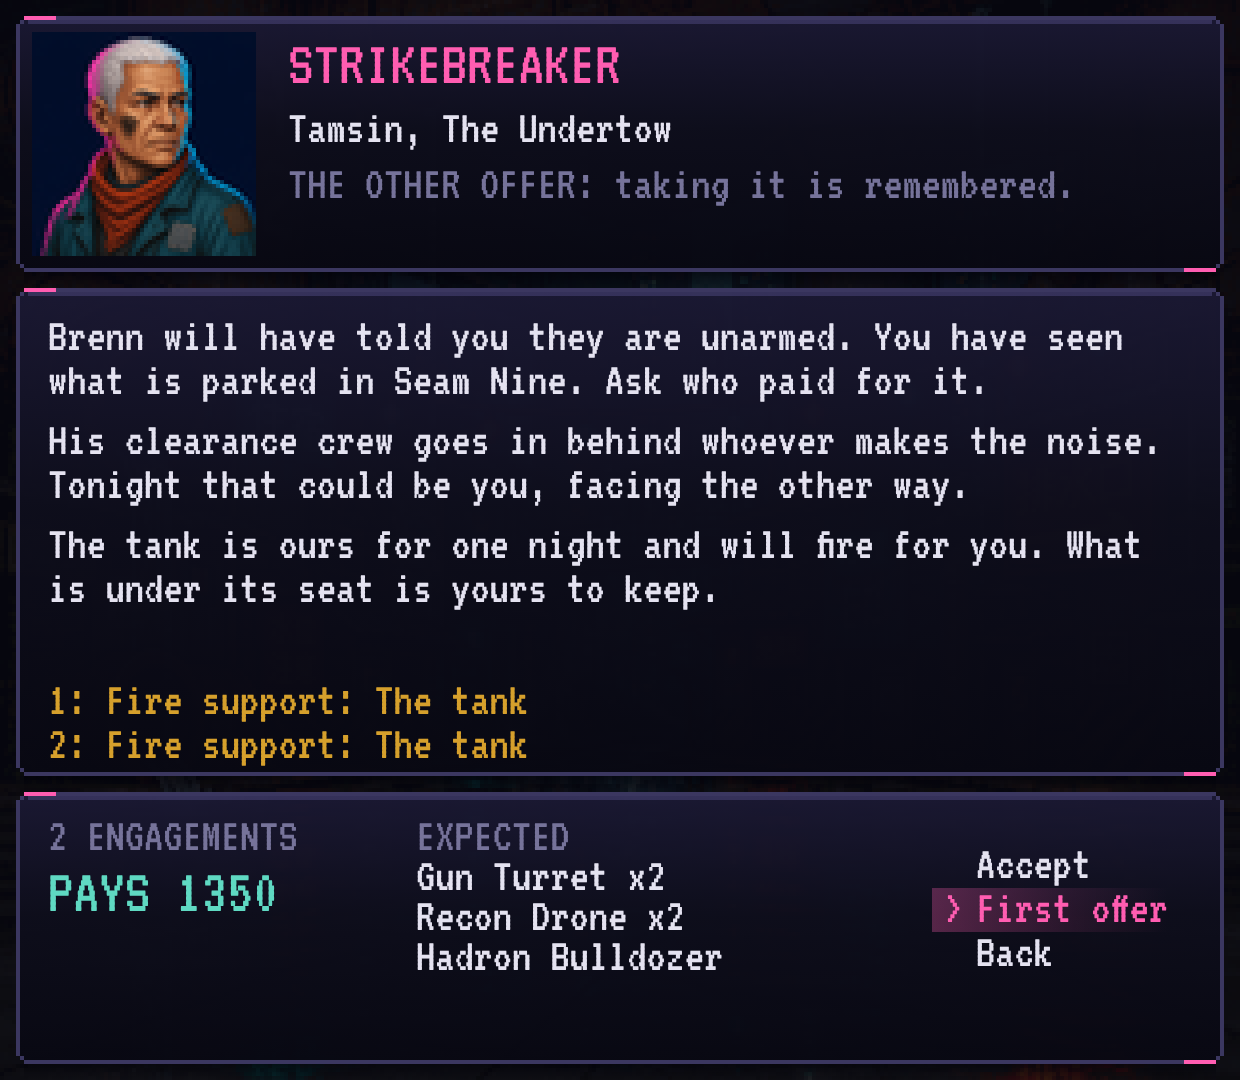 STRIKEBREAKER
Tamsin, The Undertow
THE OTHER OFFER: taking it is remembered.
Brenn will have told you they are unarmed. You have seen
what is parked in Seam Nine. Ask who paid for it.
His clearance crew goes in behind whoever makes the noise.
Tonight that could be you, facing the other way.
The tank is ours for one night and will fire for you. What
is under its seat is yours to keep.
1: Fire support: The tank
2: Fire support: The tank
2 ENGAGEMENTS
PAYS 1350
EXPECTED
Gun Turret x2
Recon Drone x2
Hadron Bulldozer
Accept
> First offer
Back